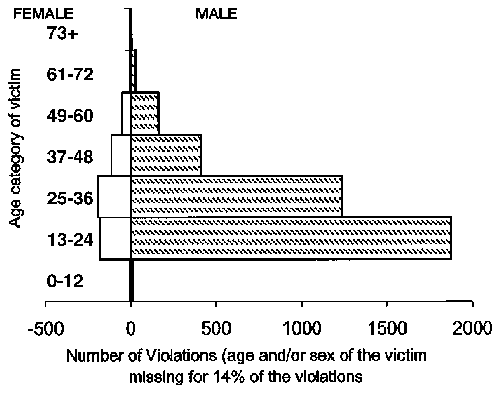 FEMALE MALE
73+
61-72
49-60
37-48
25-36
13-24
0-12
Age category of victim
-500 0 500 1000 1500 2000
Number of Violations (age and/or sex of the victim
missing for 14% of the violations